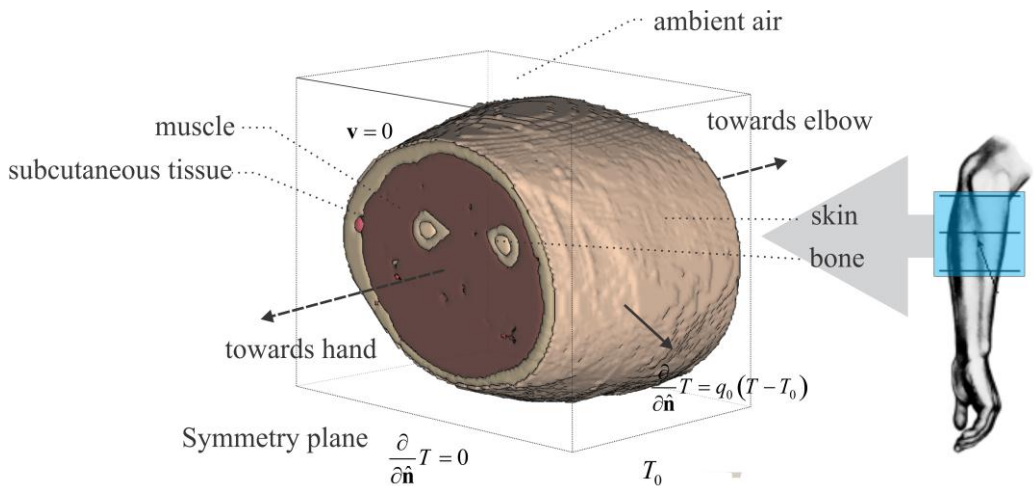 ambient air
towards elbow
muscle
v = 0
subcutaneous tissue
skin
bone
towards hand
∂/∂n̂ T = q₀ (T − T₀)
Symmetry plane
∂/∂n̂ T = 0
T₀